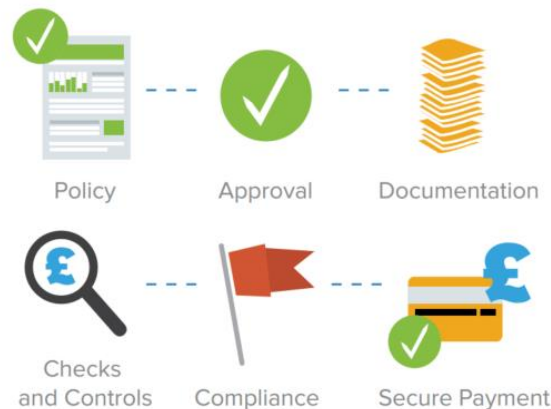 Policy
Approval
Documentation
£
£
Checks
and Controls
Compliance
Secure Payment